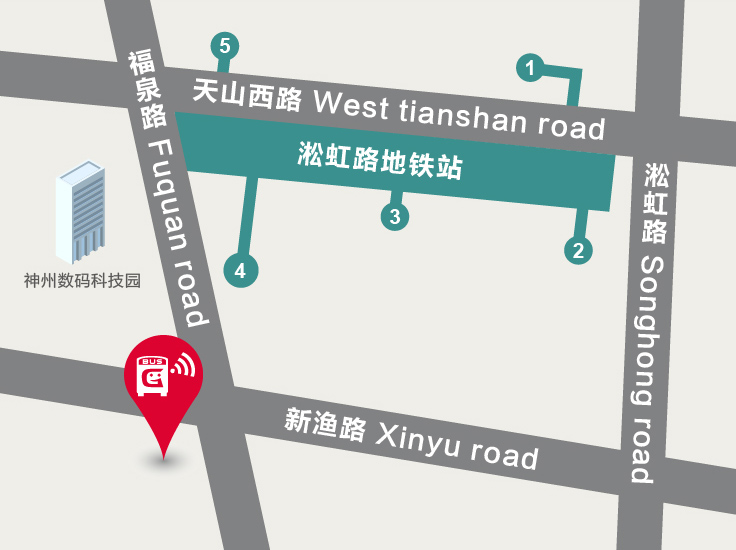 5
1
福泉路 Fuquan road
天山西路 West tianshan road
淞虹路地铁站
淞虹路 Songhong road
3
2
4
神州数码科技园
BUS
新渔路 Xinyu road